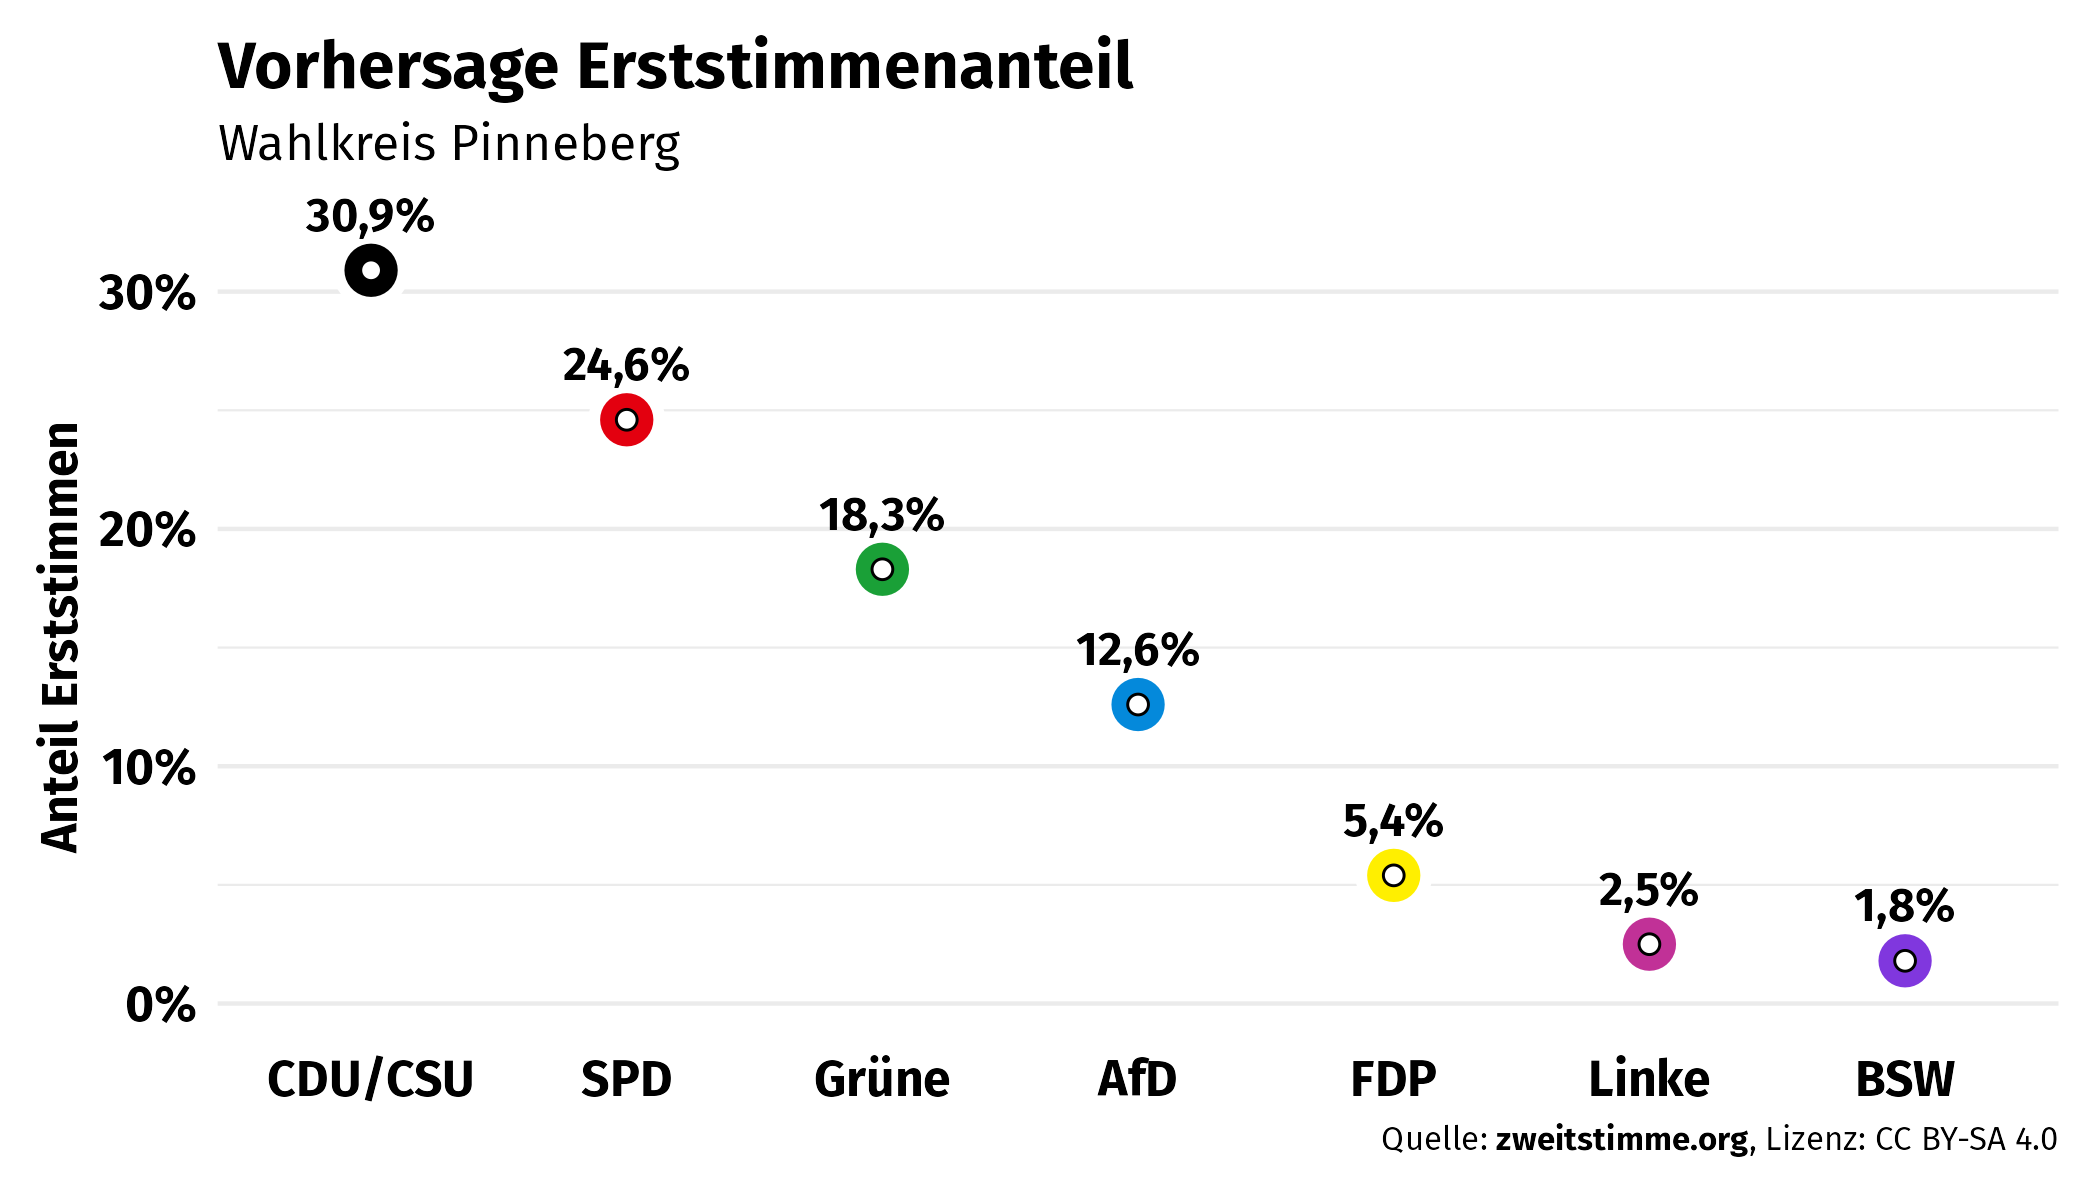 Vorhersage Erststimmenanteil
Wahlkreis Pinneberg
Anteil Erststimmen
30%
20%
10%
0%
30,9%
24,6%
18,3%
12,6%
5,4%
2,5%
1,8%
CDU/CSU SPD Grüne AfD FDP Linke BSW
Quelle: zweitstimme.org, Lizenz: CC BY-SA 4.0